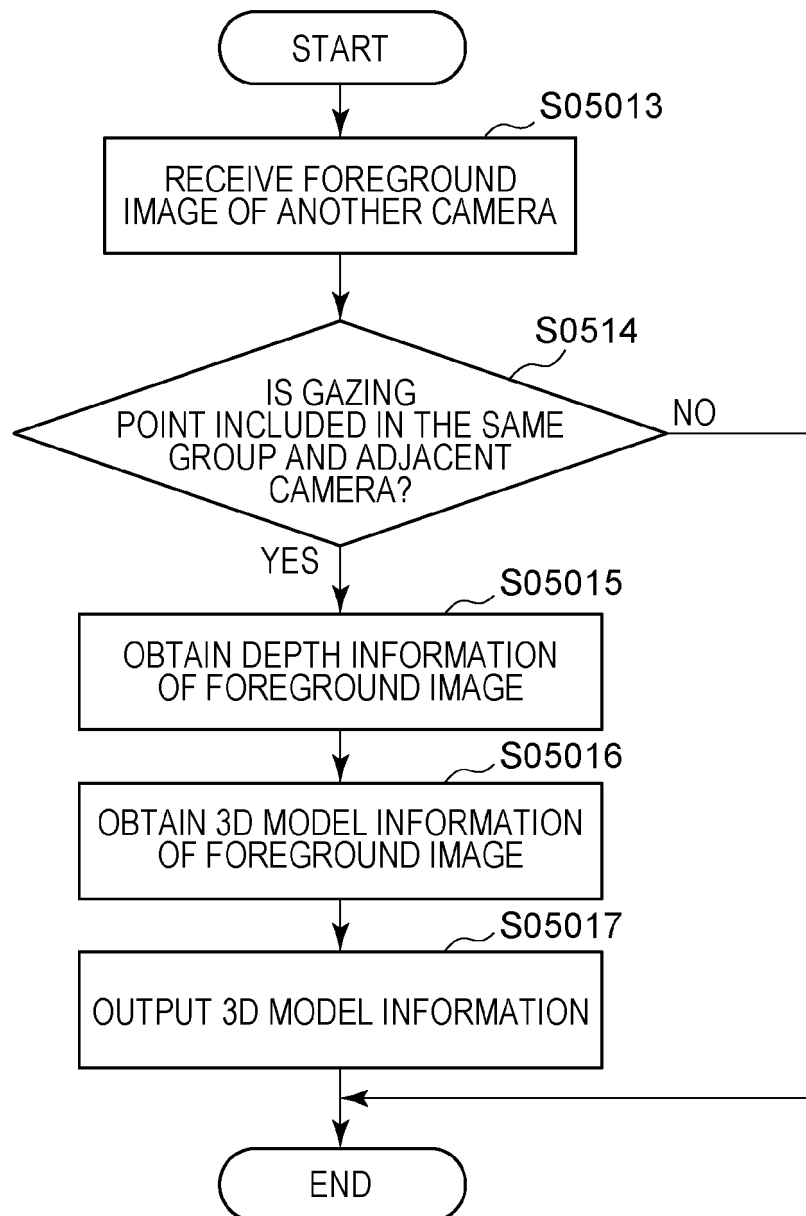 START
S05013
RECEIVE FOREGROUND
IMAGE OF ANOTHER CAMERA
S0514
IS GAZING
POINT INCLUDED IN THE SAME
GROUP AND ADJACENT
CAMERA?
NO
YES
S05015
OBTAIN DEPTH INFORMATION
OF FOREGROUND IMAGE
S05016
OBTAIN 3D MODEL INFORMATION
OF FOREGROUND IMAGE
S05017
OUTPUT 3D MODEL INFORMATION
END